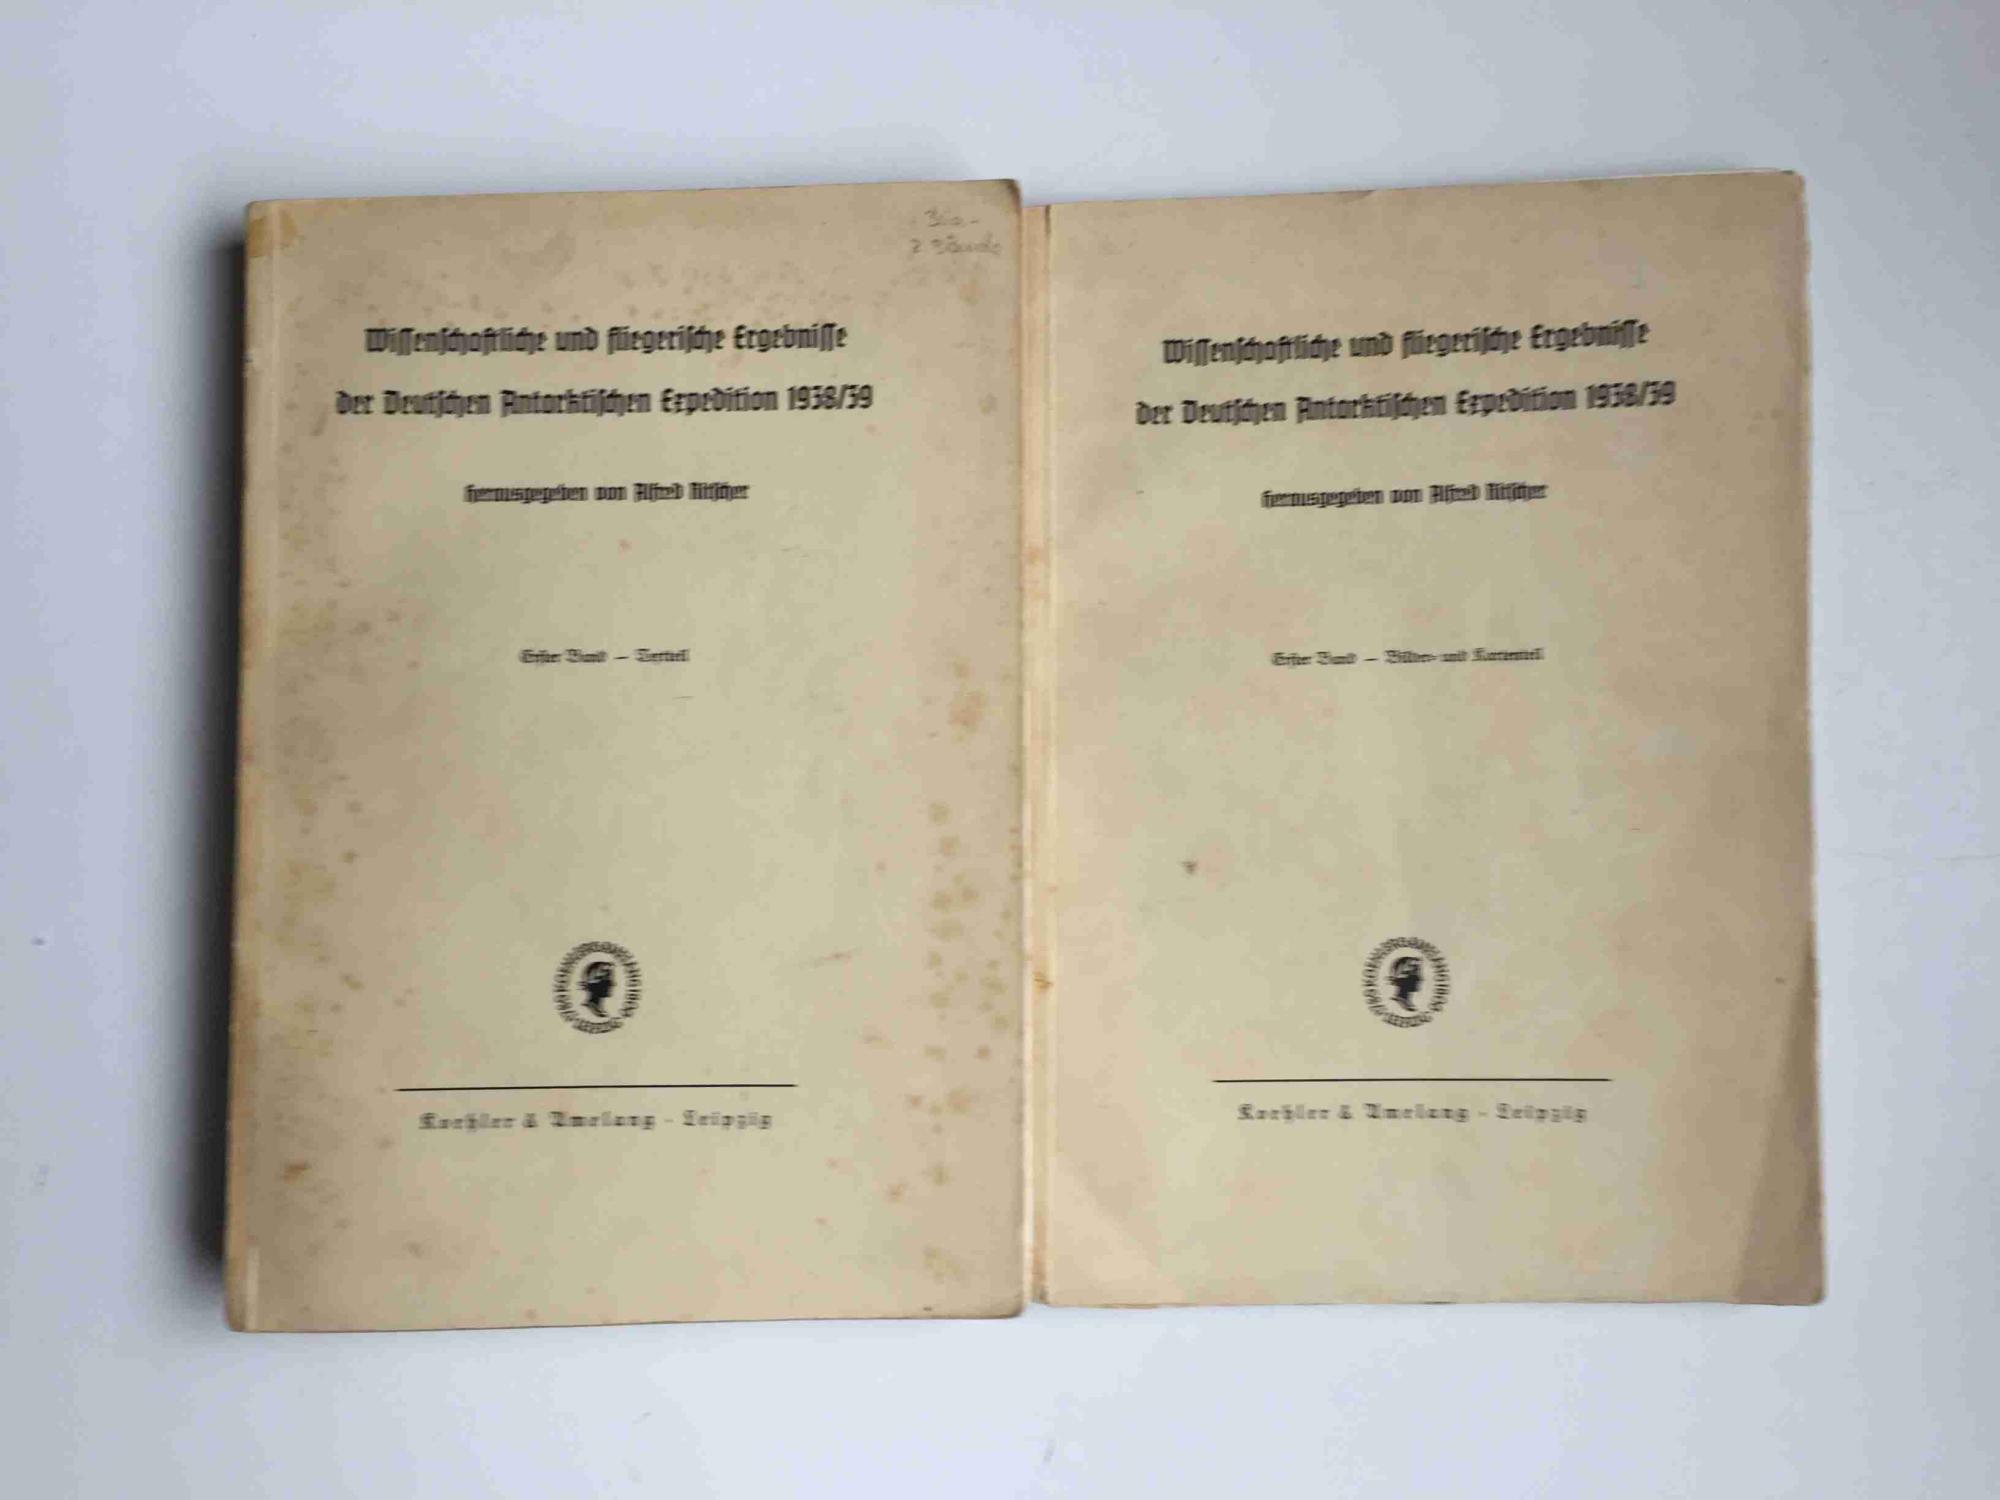 2 Bände
Wissenschaftliche und fliegerische Ergebnisse
der Deutschen Antarktischen Expedition 1938/39
Herausgegeben von Alfred Ritscher
Erster Band – Textteil
Koehler & Amelang - Leipzig
Wissenschaftliche und fliegerische Ergebnisse
der Deutschen Antarktischen Expedition 1938/39
Herausgegeben von Alfred Ritscher
Erster Band – Bilder- und Kartenteil
Koehler & Amelang - Leipzig